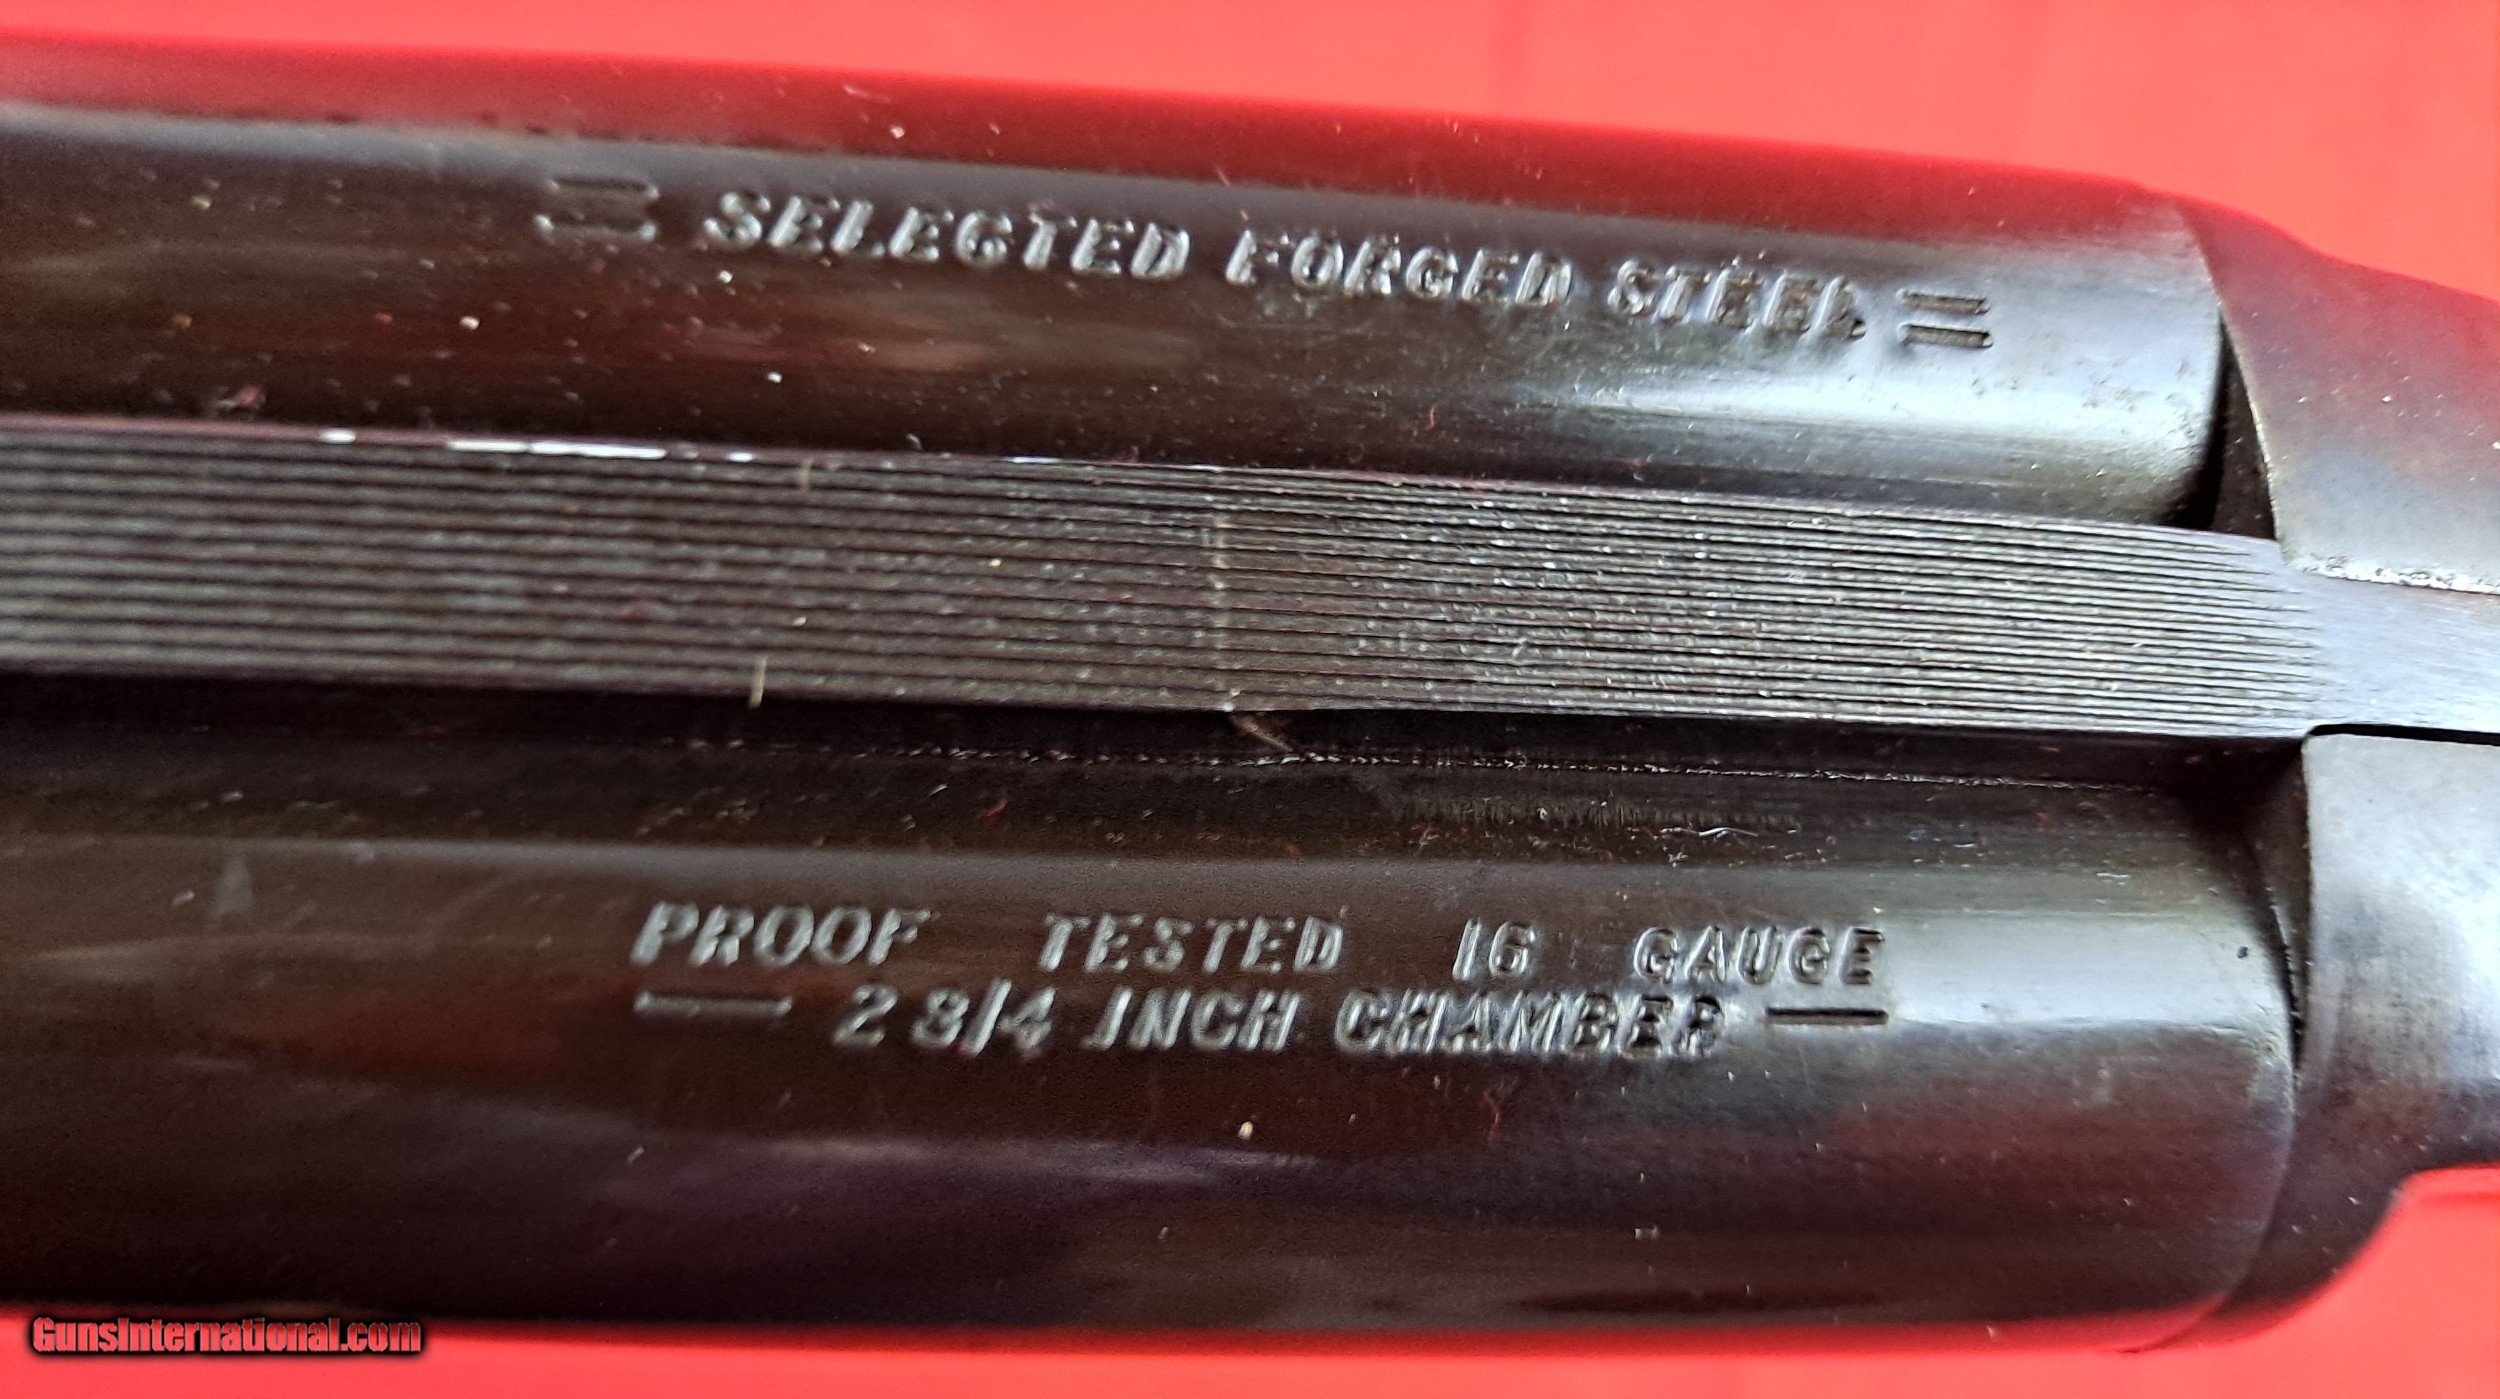 = SELECTED FORGED STEEL =
PROOF TESTED 16 GAUGE
— 2 3/4 INCH CHAMBER —
GunsInternational.com